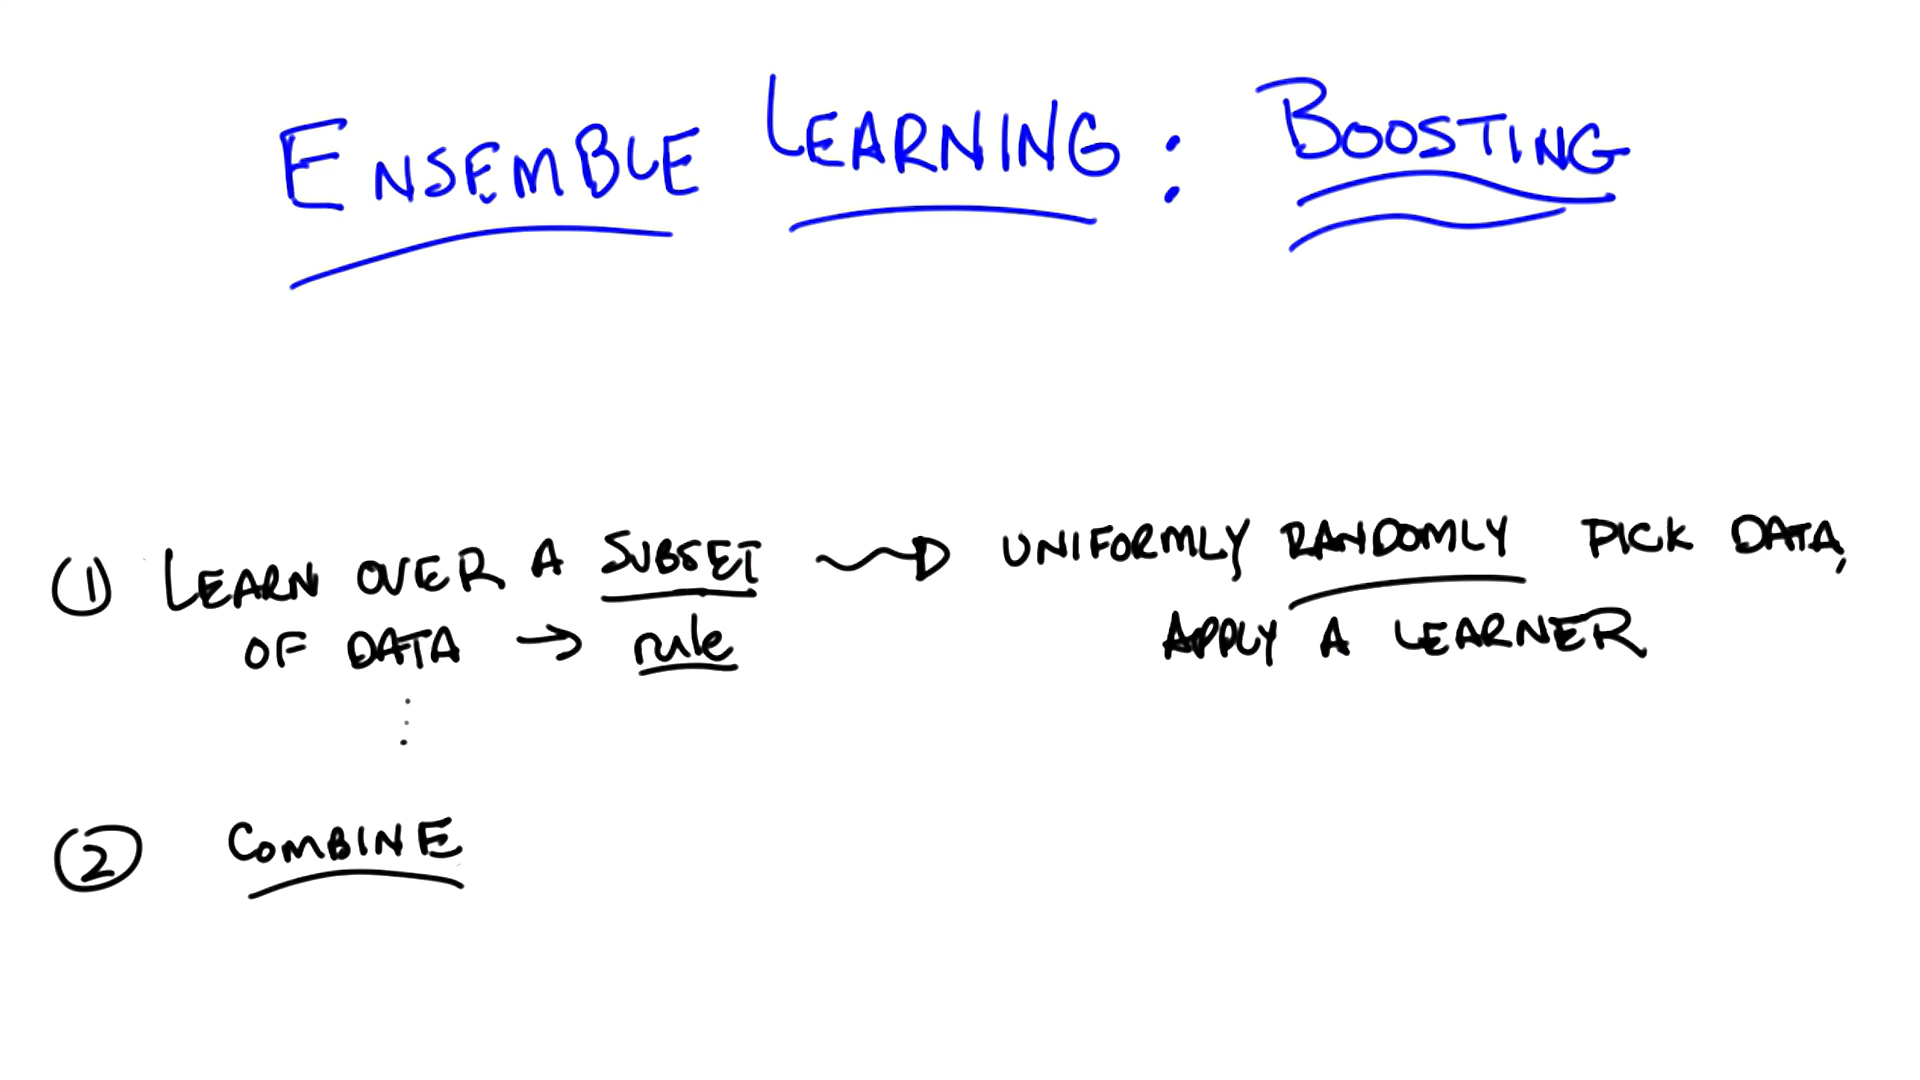 ENSEMBLE LEARNING: BOOSTING
① LEARN OVER A SUBSET ⇝ UNIFORMLY RANDOMLY PICK DATA,
OF DATA → rule APPLY A LEARNER
⋮
② COMBINE